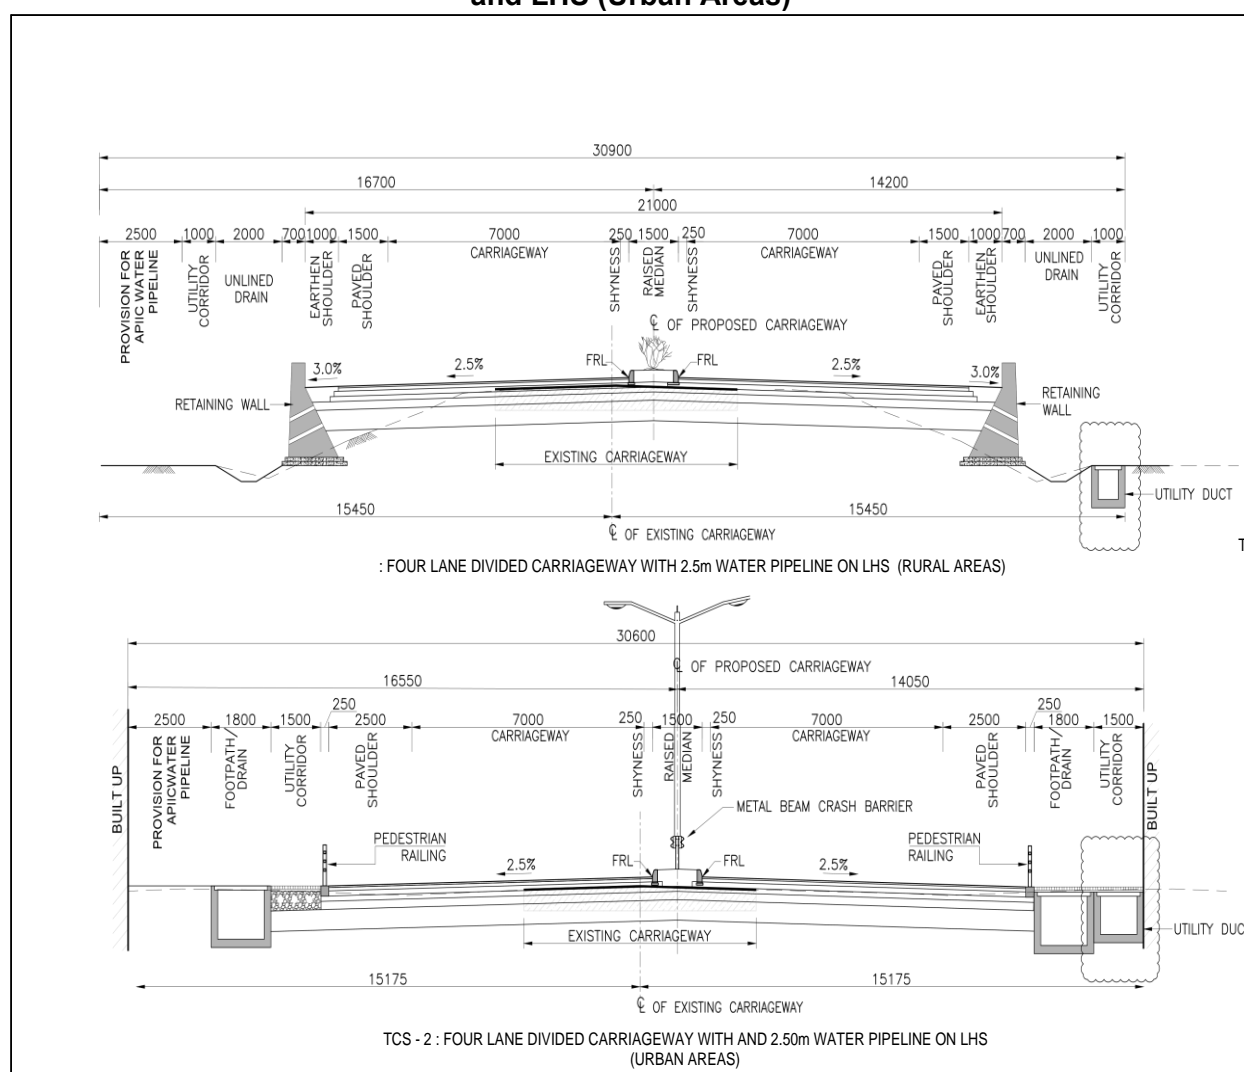 and LHS (Urban Areas)
30900
16700
14200
21000
2500
1000
2000
700
1000
1500
7000
250
1500
250
7000
1500
1000
700
2000
1000
CARRIAGEWAY
CARRIAGEWAY
PROVISION FOR
APIIC WATER
PIPELINE
UTILITY
CORRIDOR
UNLINED
DRAIN
EARTHEN
SHOULDER
PAVED
SHOULDER
SHYNESS
RAISED
MEDIAN
SHYNESS
PAVED
SHOULDER
EARTHEN
SHOULDER
UNLINED
DRAIN
UTILITY
CORRIDOR
℄ OF PROPOSED CARRIAGEWAY
FRL
FRL
3.0%
2.5%
2.5%
3.0%
RETAINING WALL
RETAINING
WALL
EXISTING CARRIAGEWAY
UTILITY DUCT
15450
15450
℄ OF EXISTING CARRIAGEWAY
T
: FOUR LANE DIVIDED CARRIAGEWAY WITH 2.5m WATER PIPELINE ON LHS (RURAL AREAS)
30600
℄ OF PROPOSED CARRIAGEWAY
16550
14050
250
250
2500
1800
1500
2500
7000
250
1500
250
7000
2500
1800
1500
CARRIAGEWAY
CARRIAGEWAY
BUILT UP
PROVISION FOR
APIICWATER
PIPELINE
FOOTPATH/
DRAIN
UTILITY
CORRIDOR
PAVED
SHOULDER
SHYNESS
RAISED
MEDIAN
SHYNESS
PAVED
SHOULDER
FOOTPATH/
DRAIN
UTILITY
CORRIDOR
BUILT UP
METAL BEAM CRASH BARRIER
PEDESTRIAN
RAILING
PEDESTRIAN
RAILING
2.5%
FRL
FRL
2.5%
EXISTING CARRIAGEWAY
UTILITY DUC
15175
15175
℄ OF EXISTING CARRIAGEWAY
TCS - 2 : FOUR LANE DIVIDED CARRIAGEWAY WITH AND 2.50m WATER PIPELINE ON LHS
(URBAN AREAS)